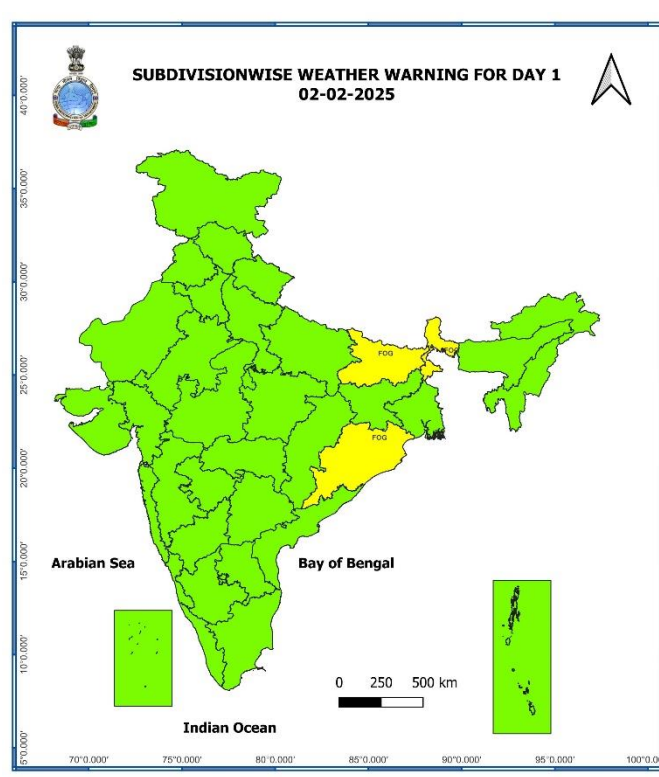 SUBDIVISIONWISE WEATHER WARNING FOR DAY 1
02-02-2025
40°0.000'
35°0.000'
30°0.000'
25°0.000'
20°0.000'
15°0.000'
10°0.000'
5°0.000'
FOG
FOG
FOG
Arabian Sea
Bay of Bengal
0 250 500 km
Indian Ocean
70°0.000' 75°0.000' 80°0.000' 85°0.000' 90°0.000' 95°0.000' 100°0.0